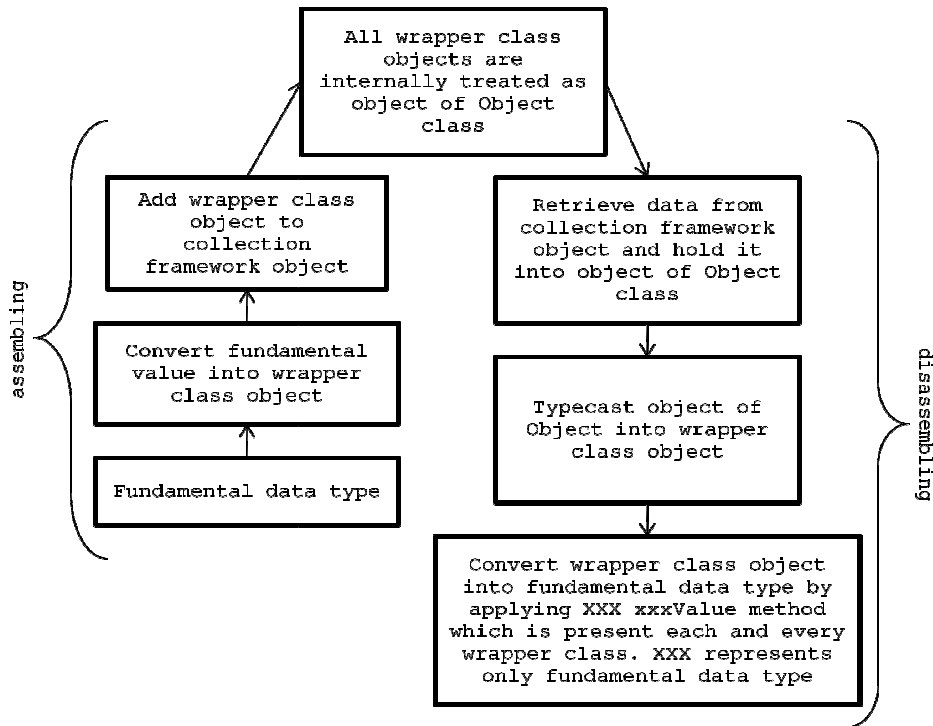 All wrapper class
objects are
internally treated as
object of Object
class
Add wrapper class
object to
collection
framework object
Convert fundamental
value into wrapper
class object
Fundamental data type
assembling
Retrieve data from
collection framework
object and hold it
into object of Object
class
Typecast object of
Object into wrapper
class object
Convert wrapper class object
into fundamental data type by
applying XXX xxxValue method
which is present each and every
wrapper class. XXX represents
only fundamental data type
disassembling